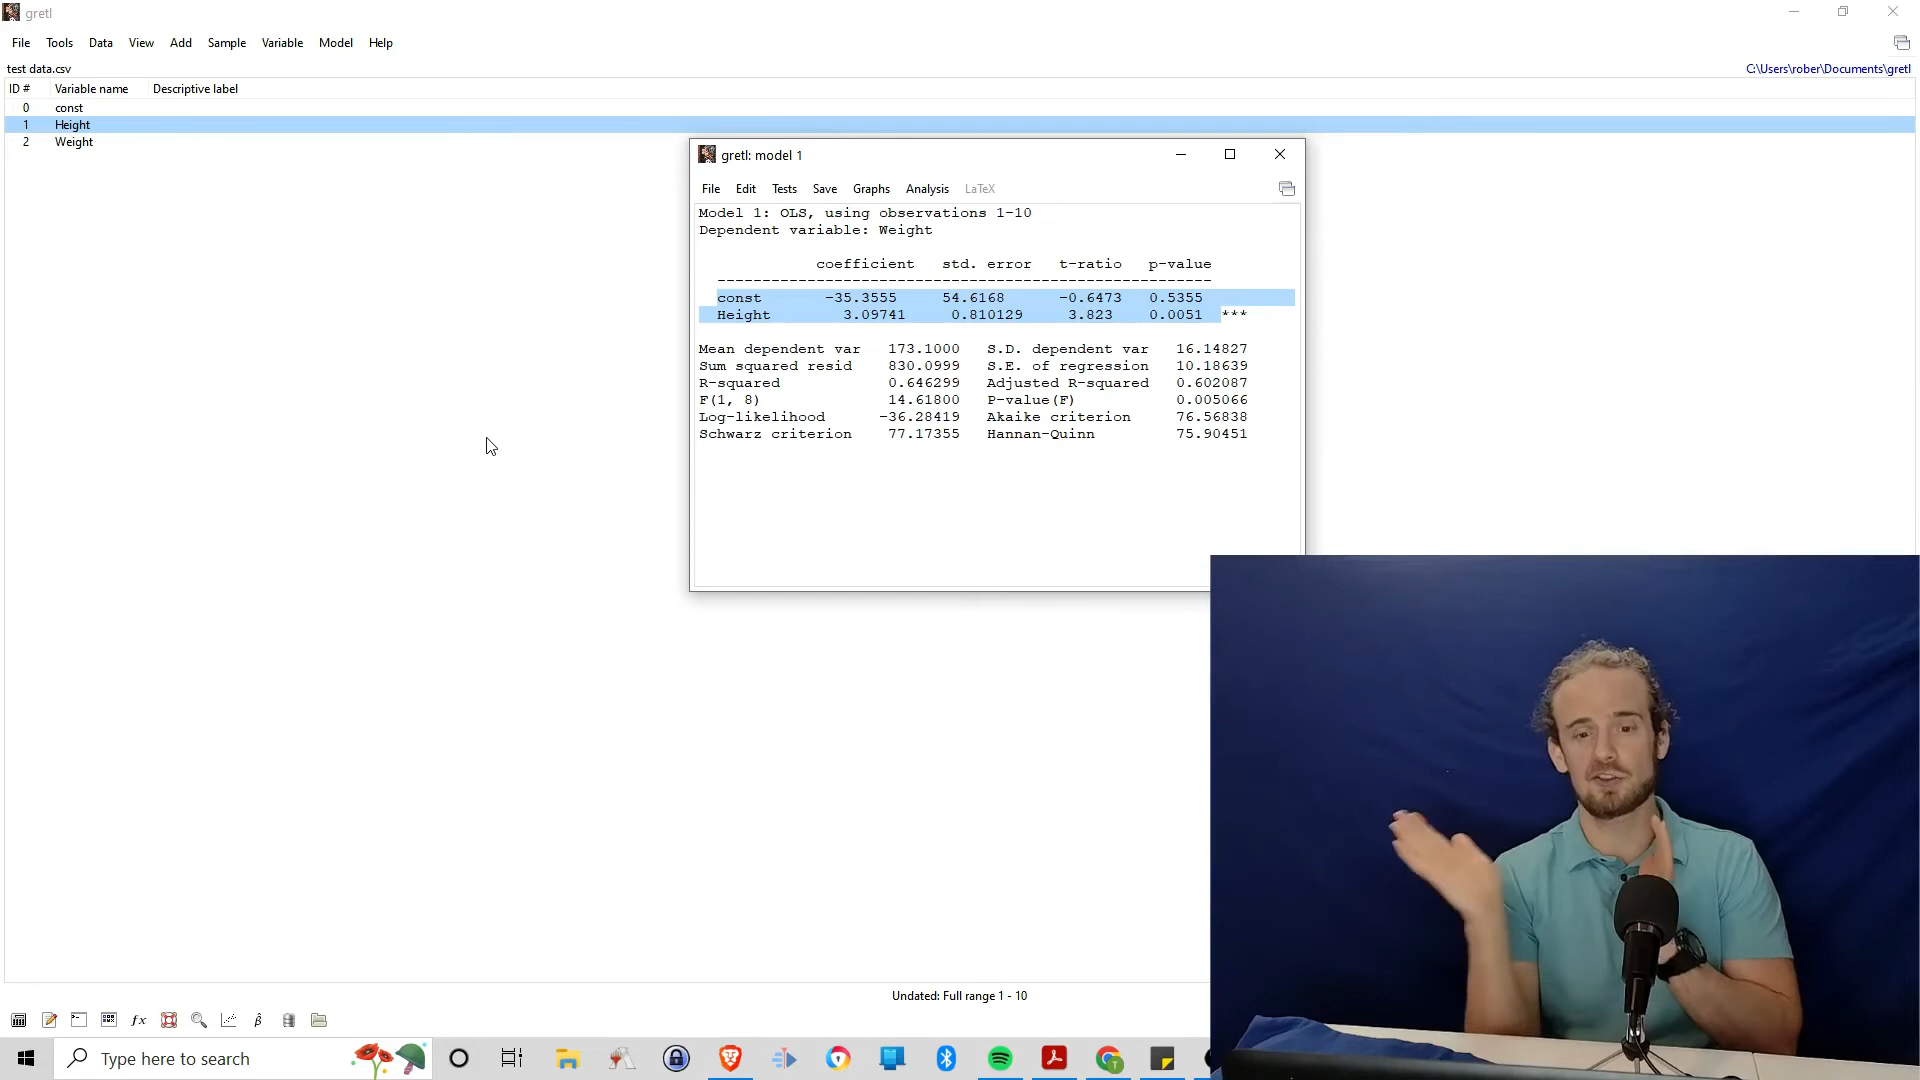 gretl
File Tools Data View Add Sample Variable Model Help
test data.csv C:\Users\rober\Documents\gretl
ID # Variable name Descriptive label
0 const
1 Height
2 Weight
gretl: model 1
File Edit Tests Save Graphs Analysis LaTeX
Model 1: OLS, using observations 1-10
Dependent variable: Weight
coefficient std. error t-ratio p-value
---------------------------------------------------------
const -35.3555 54.6168 -0.6473 0.5355
Height 3.09741 0.810129 3.823 0.0051 ***
Mean dependent var 173.1000 S.D. dependent var 16.14827
Sum squared resid 830.0999 S.E. of regression 10.18639
R-squared 0.646299 Adjusted R-squared 0.602087
F(1, 8) 14.61800 P-value(F) 0.005066
Log-likelihood -36.28419 Akaike criterion 76.56838
Schwarz criterion 77.17355 Hannan-Quinn 75.90451
Undated: Full range 1 - 10
fx
β̂
Type here to search
T